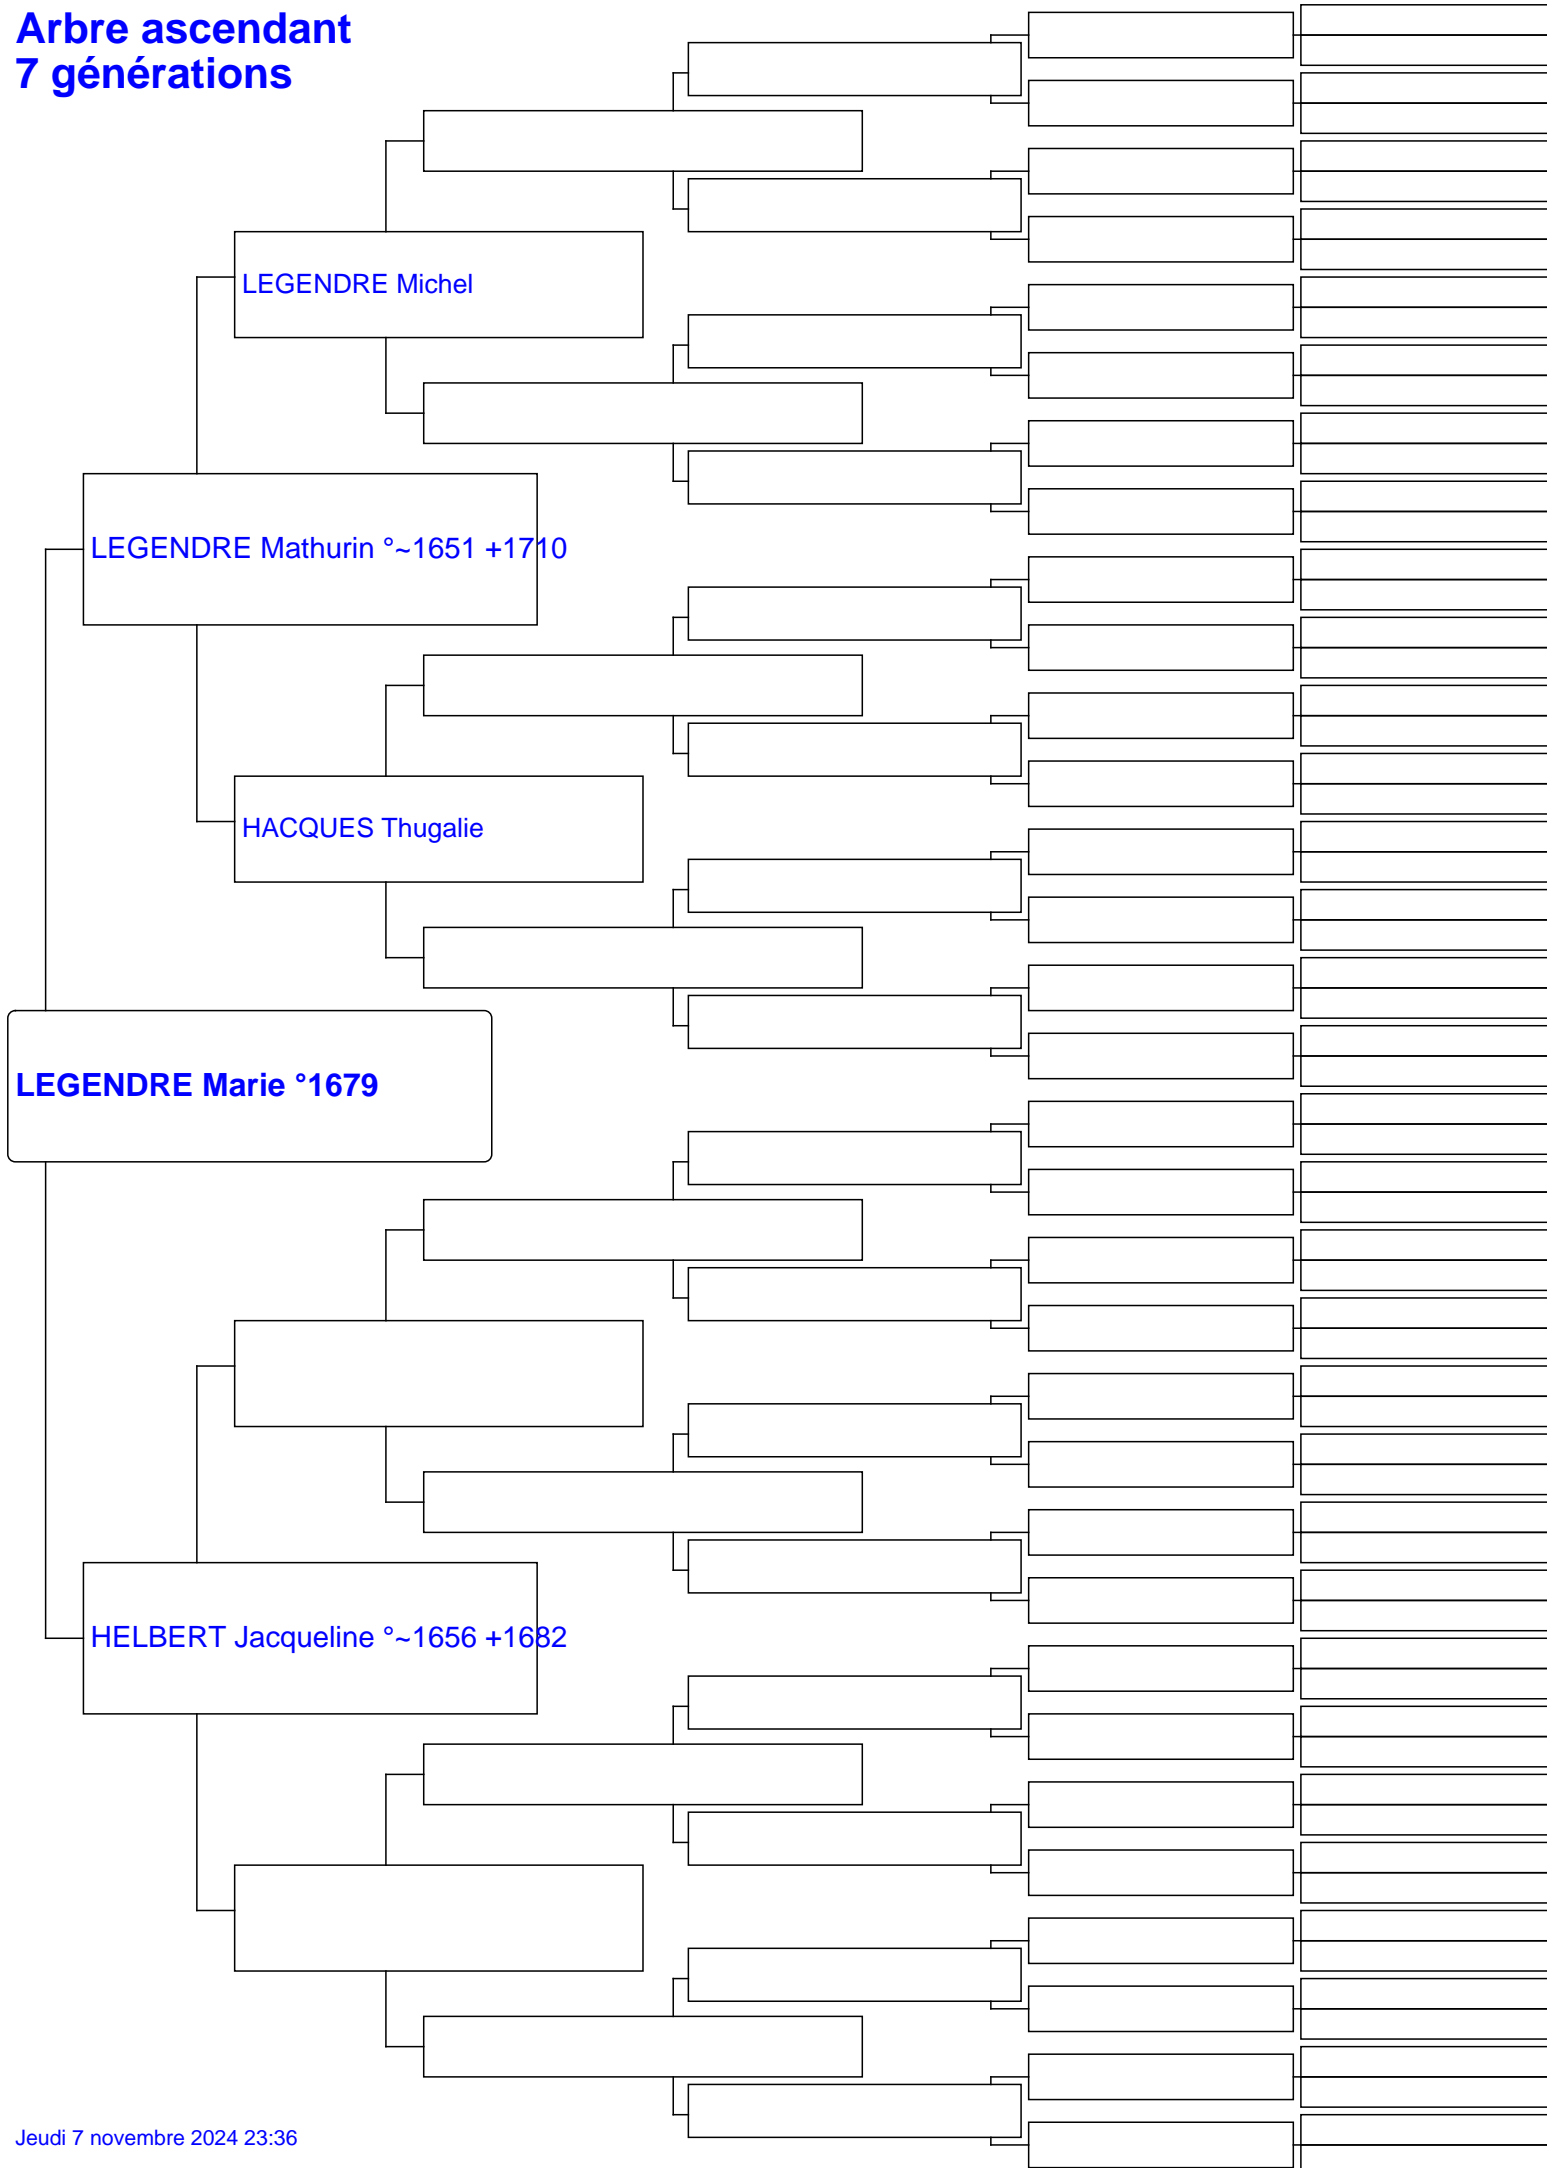 Arbre ascendant
7 générations
LEGENDRE Michel
LEGENDRE Mathurin °~1651 +1710
HACQUES Thugalie
LEGENDRE Marie °1679
HELBERT Jacqueline °~1656 +1682
Jeudi 7 novembre 2024 23:36